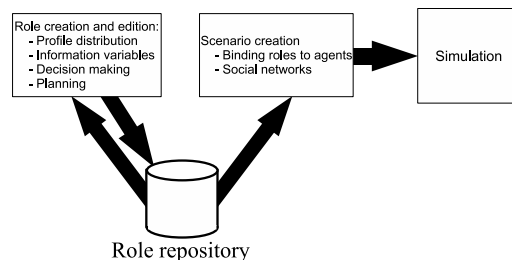 Role creation and edition:
- Profile distribution
- Information variables
- Decision making
- Planning
Scenario creation
- Binding roles to agents
- Social networks
Simulation
Role repository